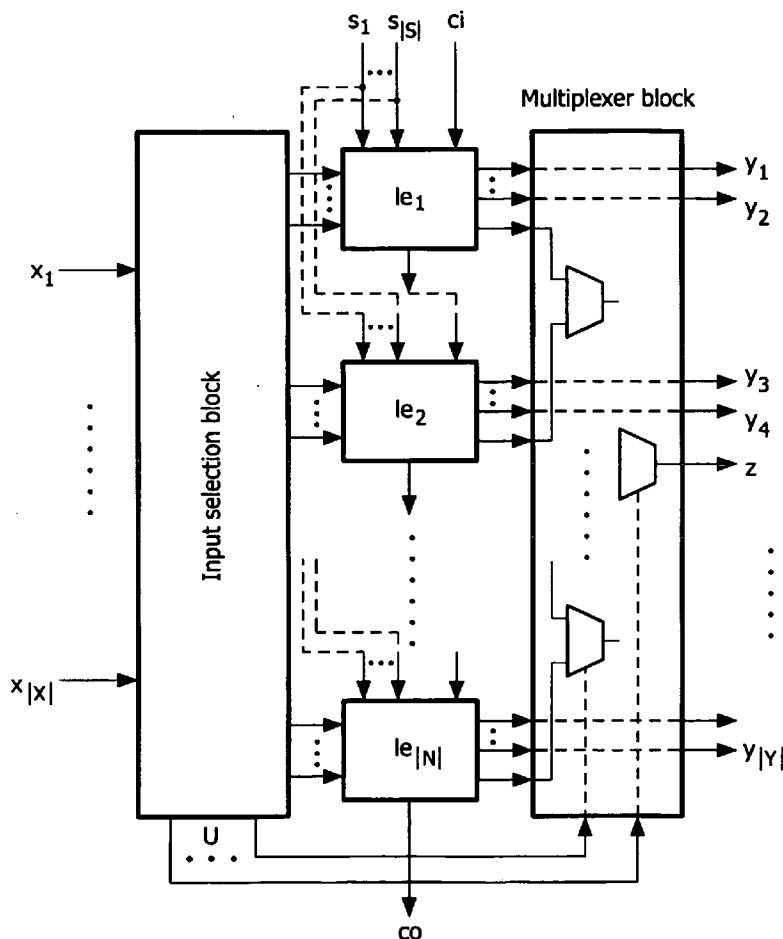 s1 s|S| ci
Multiplexer block
le1
y1
y2
x1
le2
y3
y4
z
Input selection block
x|X|
le|N|
y|Y|
U
co